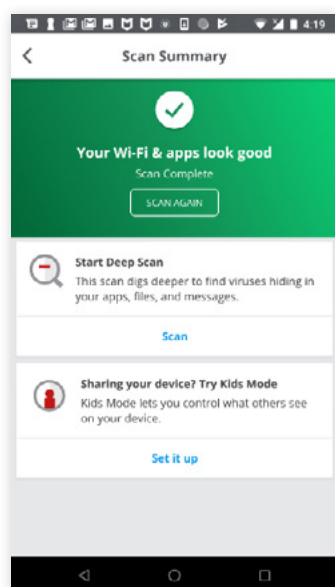 4:19
Scan Summary
Your Wi-Fi & apps look good
Scan Complete
SCAN AGAIN
Start Deep Scan
This scan digs deeper to find viruses hiding in
your apps, files, and messages.
Scan
Sharing your device? Try Kids Mode
Kids Mode lets you control what others see
on your device.
Set it up